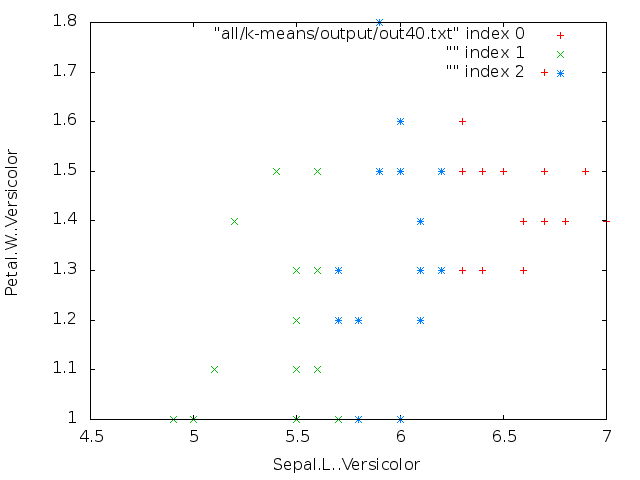 1.8
"all/k-means/output/out40.txt" index 0
"" index 1
1.7
"" index 2
1.6
1.5
1.4
1.3
1.2
1.1
1
4.5 5 5.5 6 6.5 7
Petal.W..Versicolor
Sepal.L..Versicolor